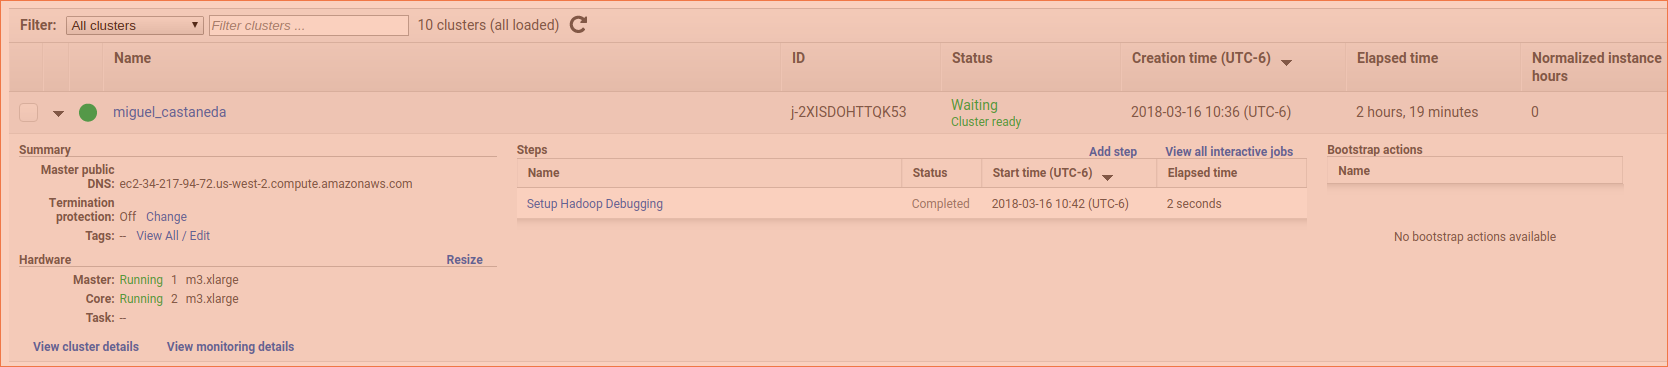 Filter: All clusters Filter clusters ... 10 clusters (all loaded)
Name ID Status Creation time (UTC-6) Elapsed time Normalized instance hours
miguel_castaneda j-2XISDOHTTQK53 Waiting 2018-03-16 10:36 (UTC-6) 2 hours, 19 minutes 0
Cluster ready
Summary
Master public
DNS: ec2-34-217-94-72.us-west-2.compute.amazonaws.com
Termination
protection: Off Change
Tags: -- View All / Edit
Hardware Resize
Master: Running 1 m3.xlarge
Core: Running 2 m3.xlarge
Task: --
View cluster details View monitoring details
Steps Add step View all interactive jobs
Name Status Start time (UTC-6) Elapsed time
Setup Hadoop Debugging Completed 2018-03-16 10:42 (UTC-6) 2 seconds
Bootstrap actions
Name
No bootstrap actions available